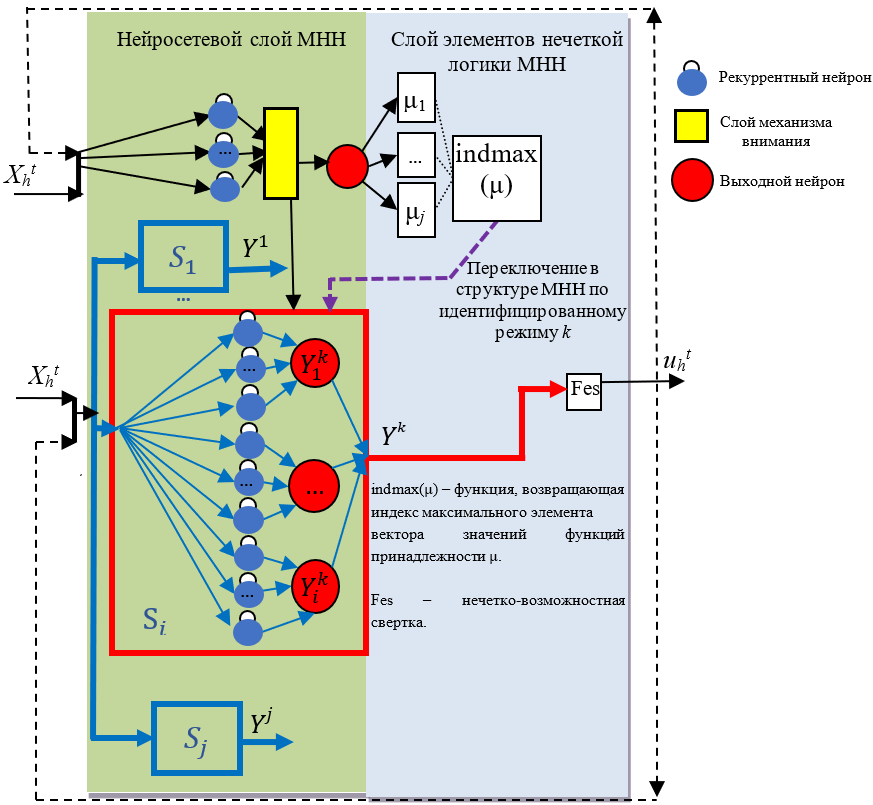 Нейросетевой слой МНН
Слой элементов нечеткой
логики МНН
Рекуррентный нейрон
Слой механизма
внимания
Выходной нейрон
X_h^t
...
μ_1
...
μ_j
indmax
(μ)
S_1
Y^1
...
Переключение в
структуре МНН по
идентифицированному
режиму k
X_h^t
...
Y_1^k
...
...
...
Y_i^k
S_i
Y^k
Fes
u_h^t
indmax(μ) – функция, возвращающая
индекс максимального элемента
вектора значений функций
принадлежности μ.
Fes – нечетко-возможностная
свертка.
S_j
Y^j